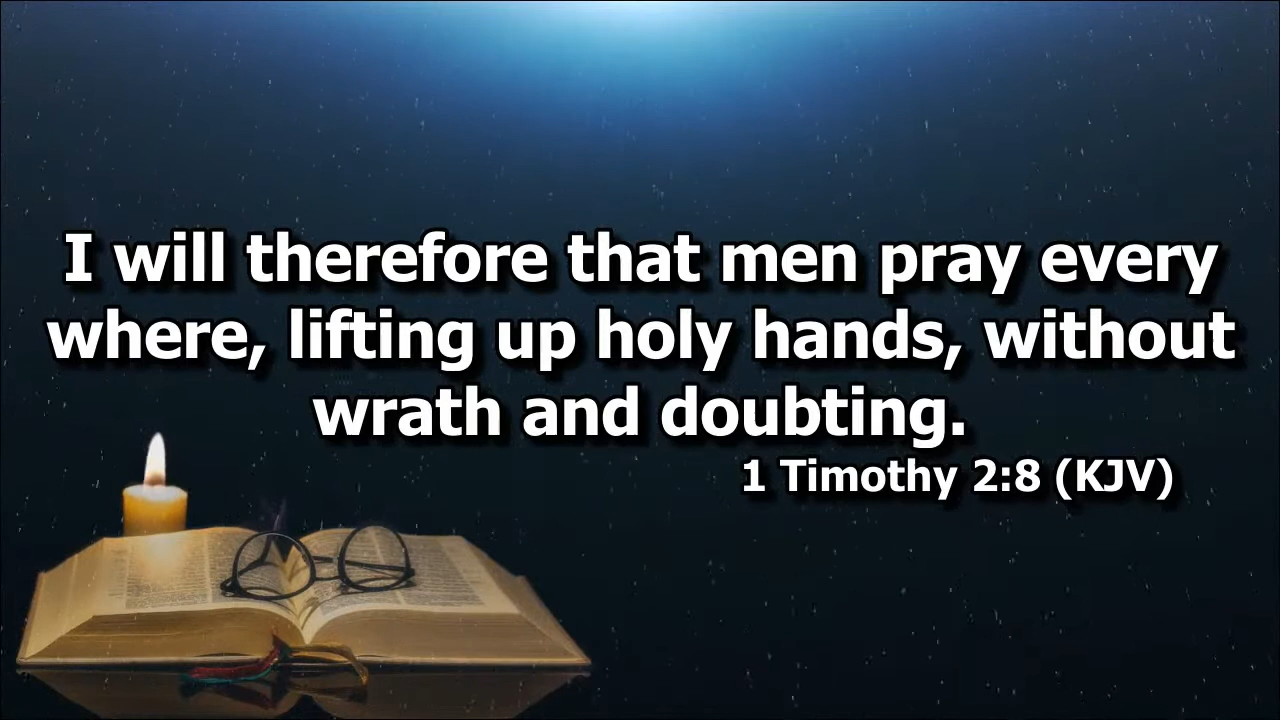 I will therefore that men pray every
where, lifting up holy hands, without
wrath and doubting.
1 Timothy 2:8 (KJV)